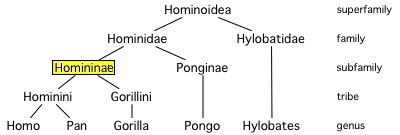 Hominoidea superfamily
Hominidae Hylobatidae family
Homininae Ponginae subfamily
Hominini Gorillini tribe
Homo Pan Gorilla Pongo Hylobates genus